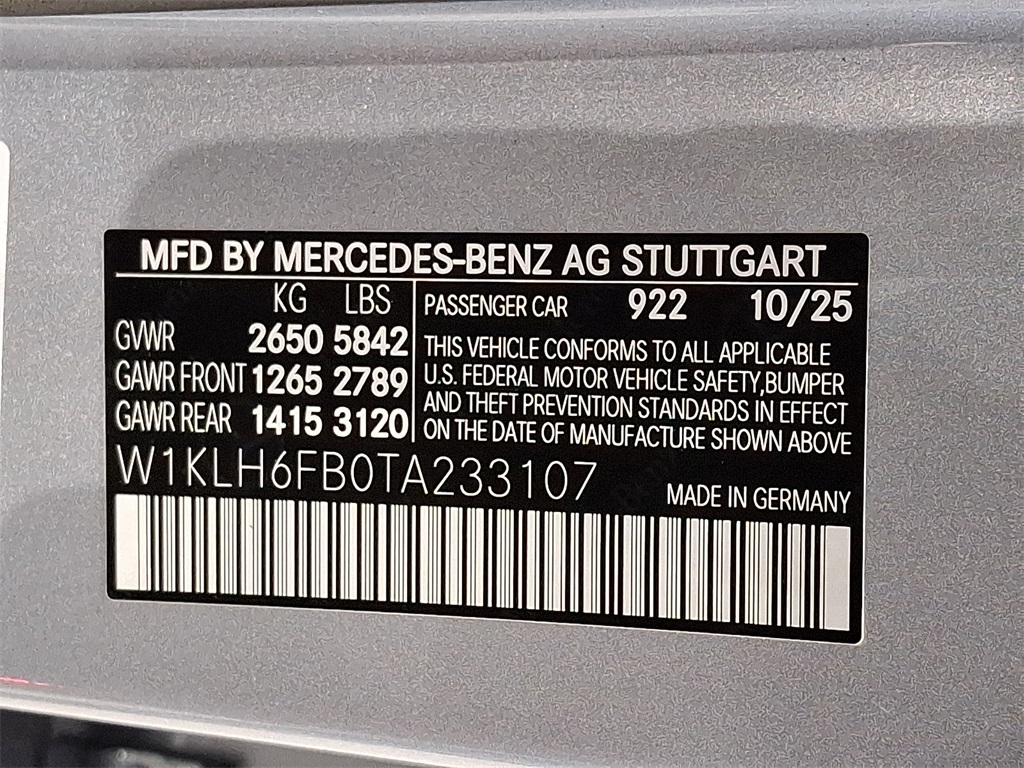 MFD BY MERCEDES-BENZ AG STUTTGART
KG LBS
GVWR 2650 5842
GAWR FRONT 1265 2789
GAWR REAR 1415 3120
PASSENGER CAR 922 10/25
THIS VEHICLE CONFORMS TO ALL APPLICABLE
U.S. FEDERAL MOTOR VEHICLE SAFETY,BUMPER
AND THEFT PREVENTION STANDARDS IN EFFECT
ON THE DATE OF MANUFACTURE SHOWN ABOVE
W1KLH6FB0TA233107
MADE IN GERMANY